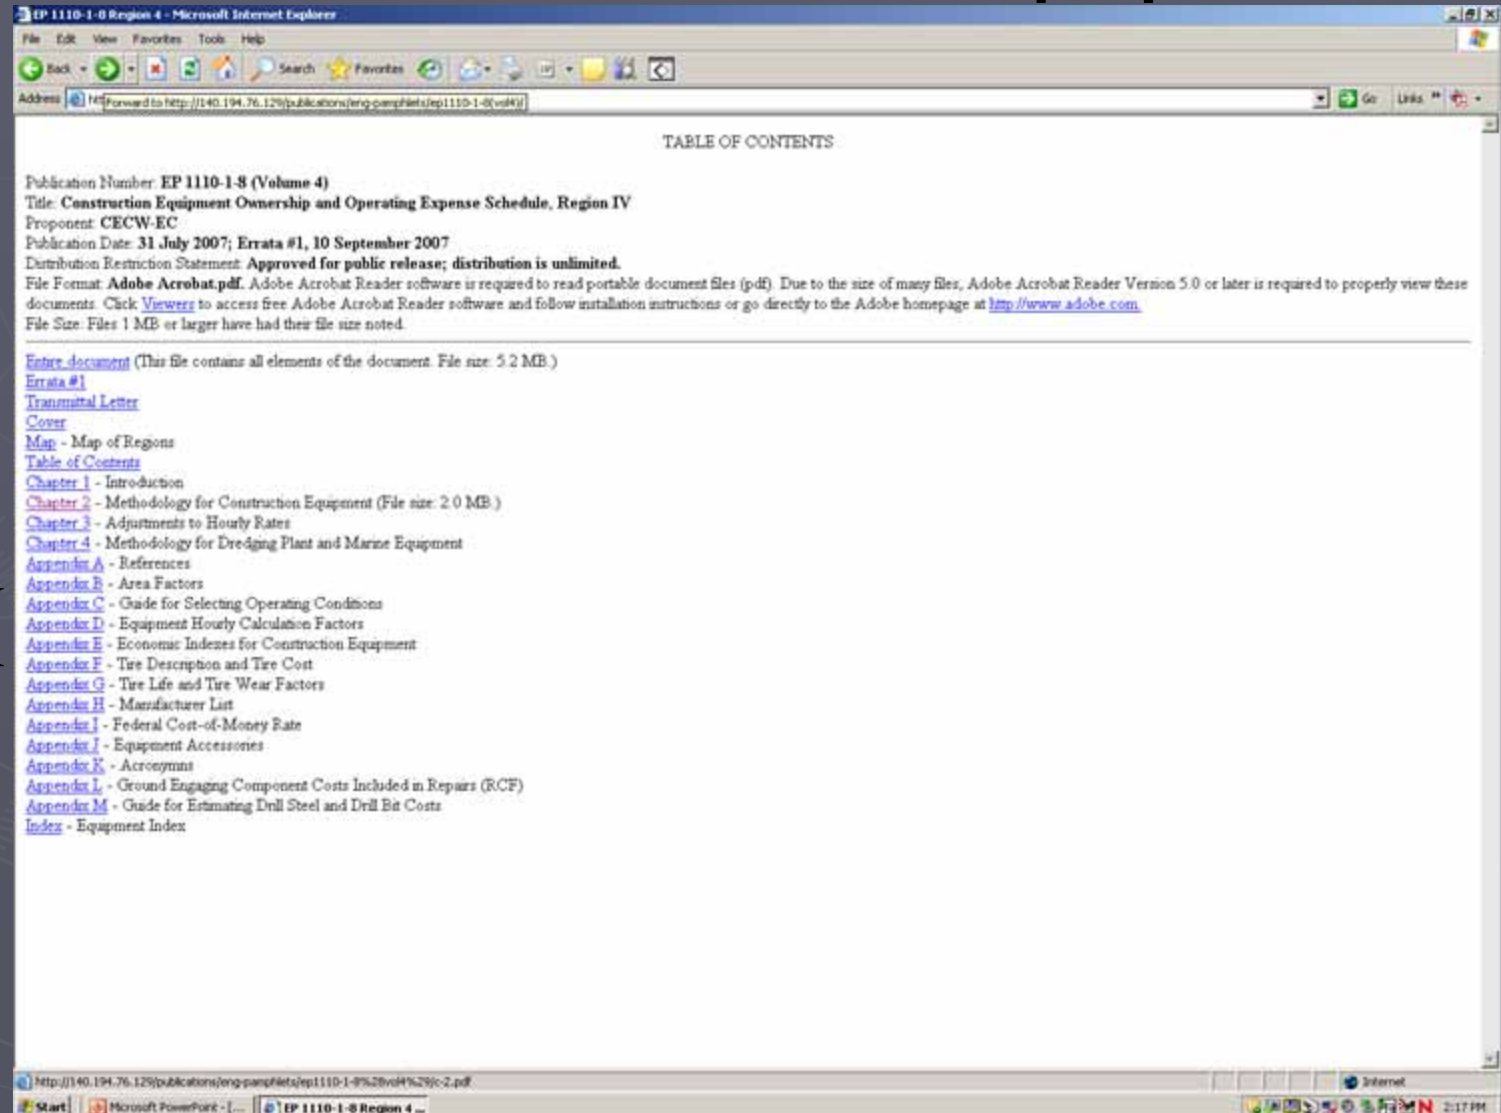 EP 1110-1-8 Region 4 - Microsoft Internet Explorer
File Edit View Favorites Tools Help
Back Search Favorites
Address Forward to http://140.194.76.129/publications/eng-pamphlets/ep1110-1-8(vol4)/ Go Links »
TABLE OF CONTENTS
Publication Number: EP 1110-1-8 (Volume 4)
Title: Construction Equipment Ownership and Operating Expense Schedule, Region IV
Proponent: CECW-EC
Publication Date: 31 July 2007; Errata #1, 10 September 2007
Distribution Restriction Statement: Approved for public release; distribution is unlimited.
File Format: Adobe Acrobat.pdf. Adobe Acrobat Reader software is required to read portable document files (pdf). Due to the size of many files, Adobe Acrobat Reader Version 5.0 or later is required to properly view these
documents. Click Viewers to access free Adobe Acrobat Reader software and follow installation instructions or go directly to the Adobe homepage at http://www.adobe.com.
File Size: Files 1 MB or larger have had their file size noted.
Entire document (This file contains all elements of the document. File size: 5.2 MB.)
Errata #1
Transmittal Letter
Cover
Map - Map of Regions
Table of Contents
Chapter 1 - Introduction
Chapter 2 - Methodology for Construction Equipment (File size: 2.0 MB.)
Chapter 3 - Adjustments to Hourly Rates
Chapter 4 - Methodology for Dredging Plant and Marine Equipment
Appendix A - References
Appendix B - Area Factors
Appendix C - Guide for Selecting Operating Conditions
Appendix D - Equipment Hourly Calculation Factors
Appendix E - Economic Indexes for Construction Equipment
Appendix F - Tire Description and Tire Cost
Appendix G - Tire Life and Tire Wear Factors
Appendix H - Manufacturer List
Appendix I - Federal Cost-of-Money Rate
Appendix J - Equipment Accessories
Appendix K - Acronymns
Appendix L - Ground Engaging Component Costs Included in Repairs (RCF)
Appendix M - Guide for Estimating Drill Steel and Drill Bit Costs
Index - Equipment Index
http://140.194.76.129/publications/eng-pamphlets/ep1110-1-8%28vol4%29/c-2.pdf Internet
Start Microsoft PowerPoint - [... EP 1110-1-8 Region 4 ... 2:17 PM